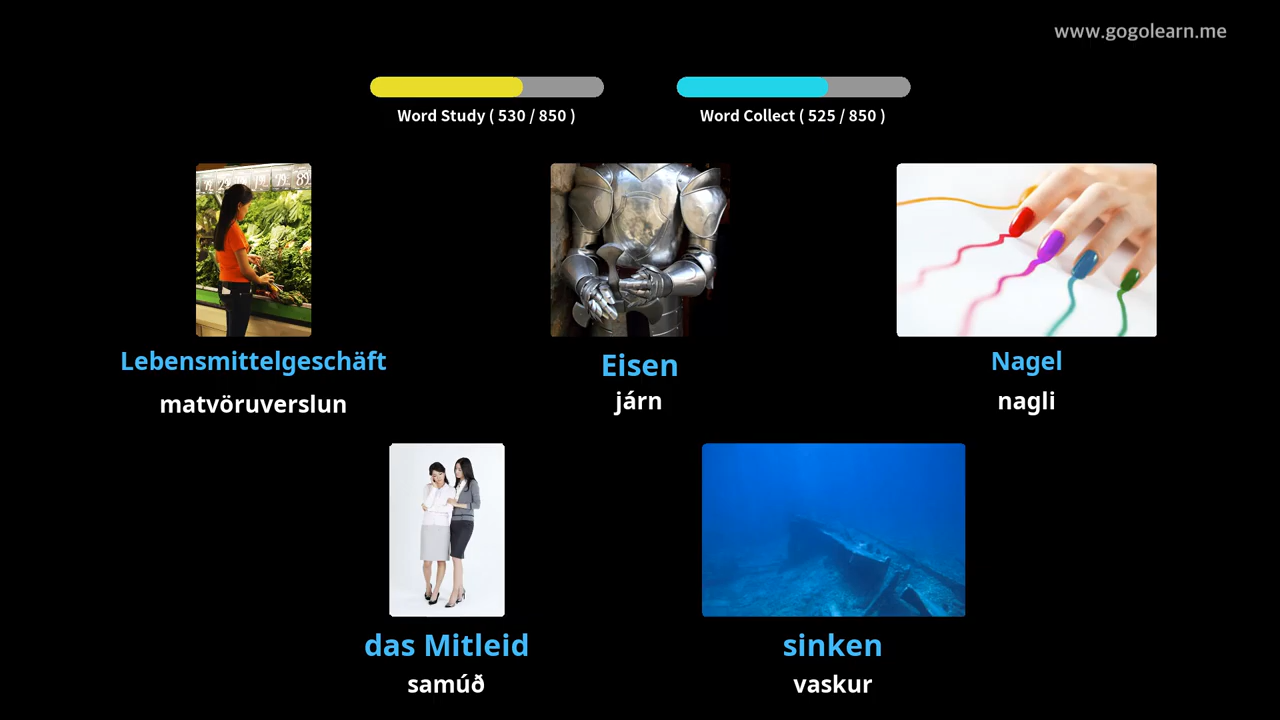 www.gogolearn.me
Word Study ( 530 / 850 )
Word Collect ( 525 / 850 )
Lebensmittelgeschäft
matvöruverslun
Eisen
járn
Nagel
nagli
das Mitleid
samúð
sinken
vaskur